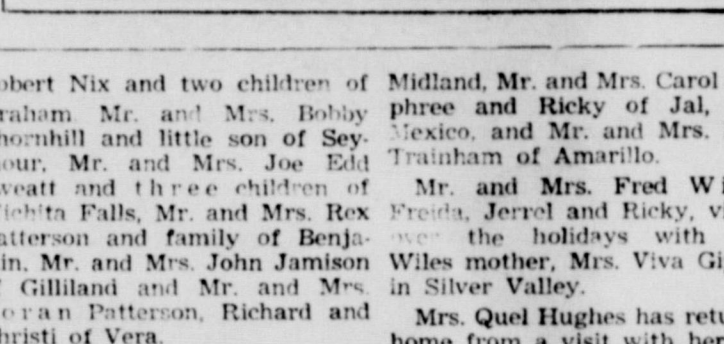 obert Nix and two children of
raham Mr. and Mrs. Bobby
hornhill and little son of Sey-
our, Mr. and Mrs. Joe Edd
weatt and three children of
ichita Falls, Mr. and Mrs. Rex
atterson and family of Benja-
in, Mr. and Mrs. John Jamison
Gilliland and Mr. and Mrs.
oran Patterson, Richard and
hristi of Vera.
Midland, Mr. and Mrs. Carol
phree and Ricky of Jal,
Mexico, and Mr. and Mrs.
Trainham of Amarillo.
Mr. and Mrs. Fred Wi
Freida, Jerrel and Ricky, vi
over the holidays with
Wiles mother, Mrs. Viva Gi
in Silver Valley.
Mrs. Quel Hughes has retu
home from a visit with her